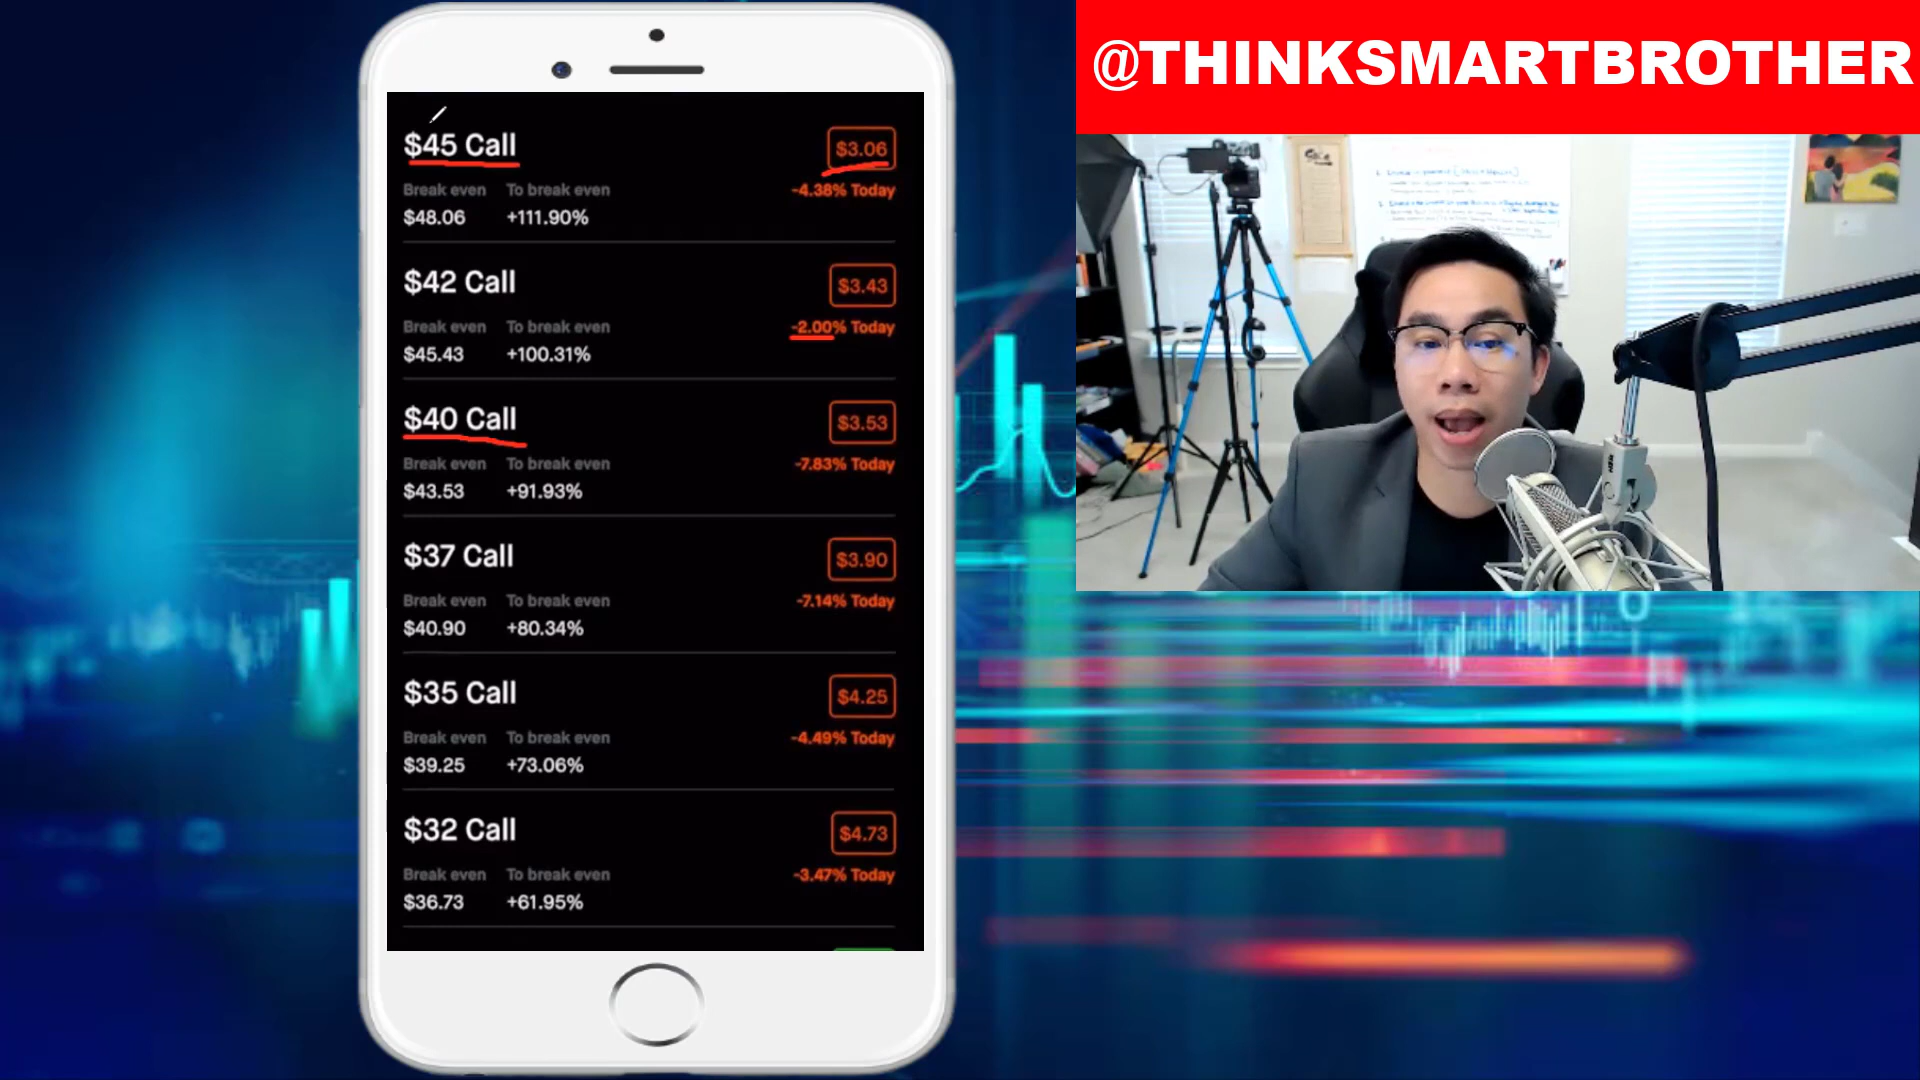 @THINKSMARTBROTHER
$45 Call
$3.06
Break even To break even -4.38% Today
$48.06 +111.90%
$42 Call
$3.43
Break even To break even -2.00% Today
$45.43 +100.31%
$40 Call
$3.53
Break even To break even -7.83% Today
$43.53 +91.93%
$37 Call
$3.90
Break even To break even -7.14% Today
$40.90 +80.34%
$35 Call
$4.25
Break even To break even -4.49% Today
$39.25 +73.06%
$32 Call
$4.73
Break even To break even -3.47% Today
$36.73 +61.95%